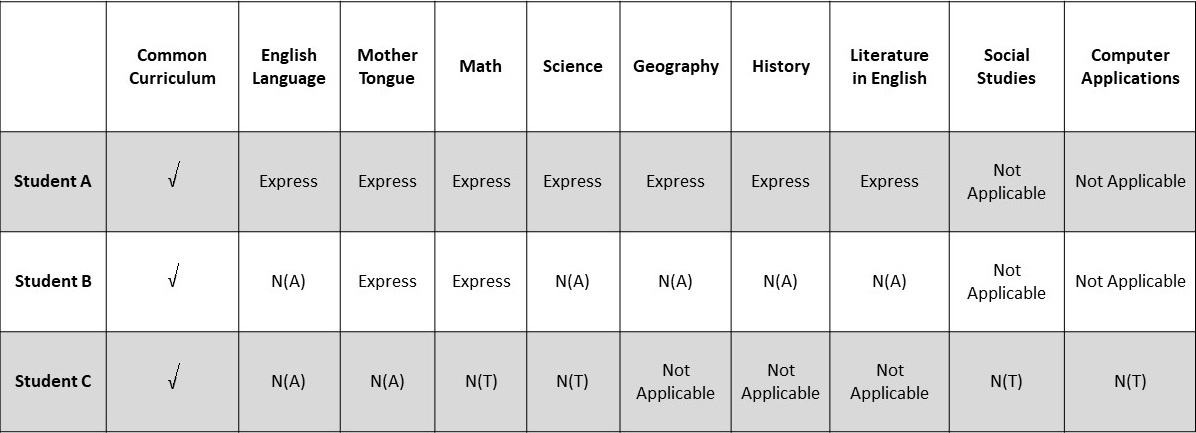 Common Curriculum
English Language
Mother Tongue
Math
Science
Geography
History
Literature in English
Social Studies
Computer Applications
Student A
√
Express
Express
Express
Express
Express
Express
Express
Not Applicable
Not Applicable
Student B
√
N(A)
Express
Express
N(A)
N(A)
N(A)
N(A)
Not Applicable
Not Applicable
Student C
√
N(A)
N(A)
N(T)
N(T)
Not Applicable
Not Applicable
Not Applicable
N(T)
N(T)